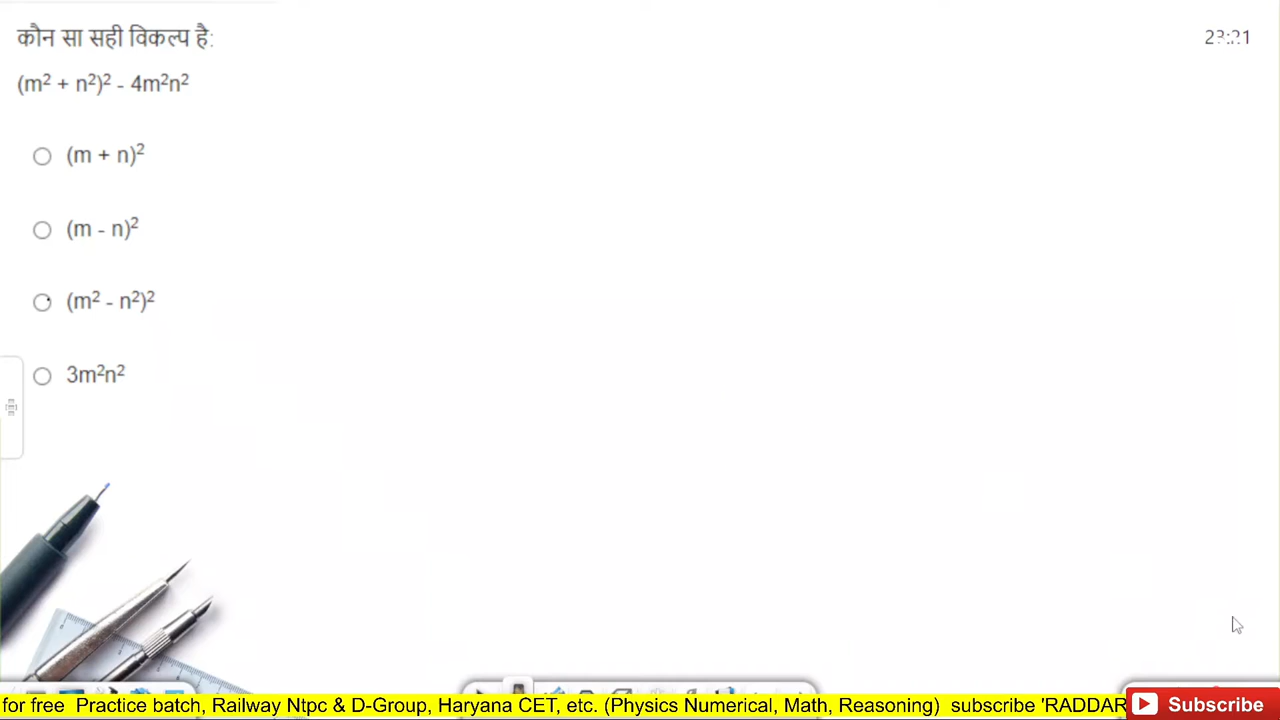 कौन सा सही विकल्प है:
23:21
(m² + n²)² - 4m²n²
(m + n)²
(m - n)²
(m² - n²)²
3m²n²
for free Practice batch, Railway Ntpc & D-Group, Haryana CET, etc. (Physics Numerical, Math, Reasoning) subscribe 'RADDAR
Subscribe